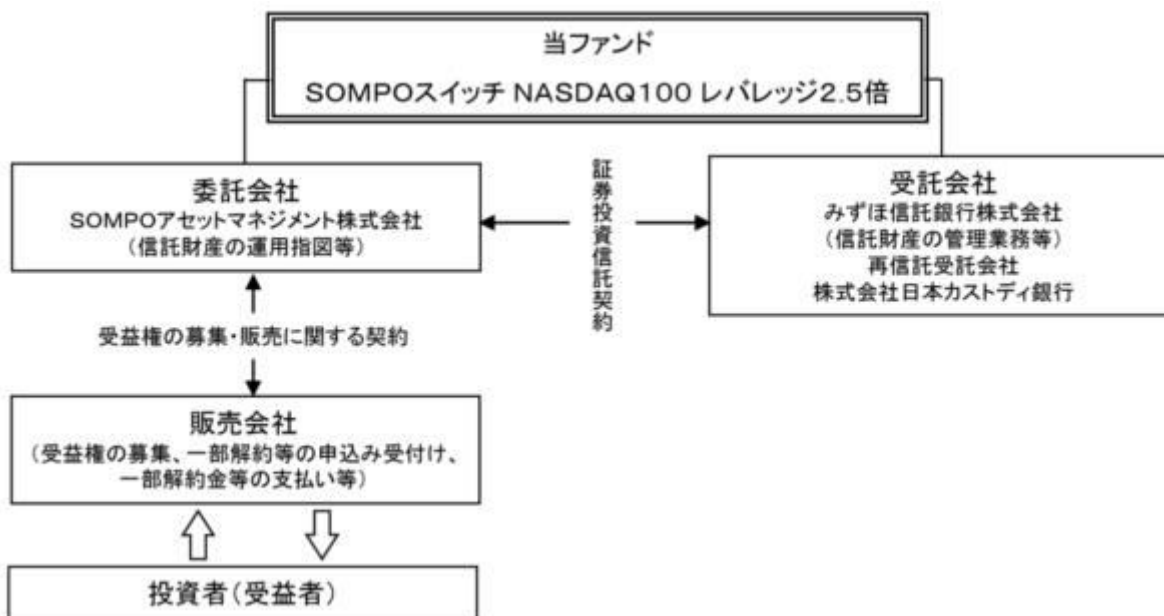 当ファンド
SOMPOスイッチ NASDAQ100 レバレッジ2.5倍
委託会社
SOMPOアセットマネジメント株式会社
（信託財産の運用指図等）
証券投資信託契約
受託会社
みずほ信託銀行株式会社
（信託財産の管理業務等）
再信託受託会社
株式会社日本カストディ銀行
受益権の募集・販売に関する契約
販売会社
（受益権の募集、一部解約等の申込み受付け、
一部解約金等の支払い等）
投資者（受益者）